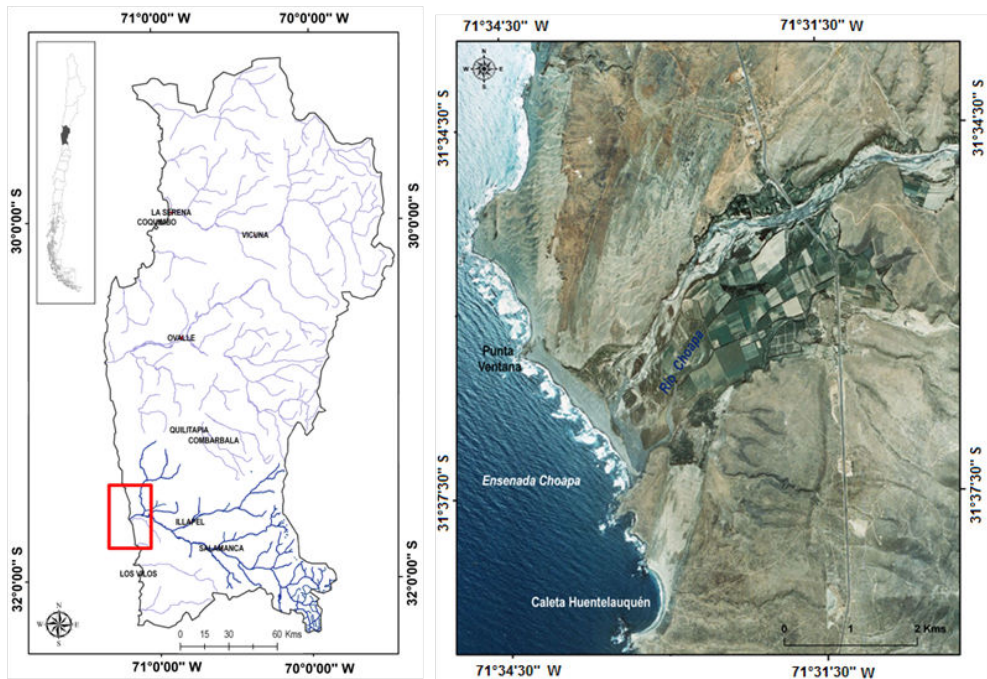 71°0'00" W
70°0'00" W
30°0'00" S
32°0'00" S
LA SERENA
COQUIMBO
VICUNA
OVALLE
QUILITAPIA
COMBARBALA
ILLAPEL
SALAMANCA
LOS VILOS
N
W
E
S
0 15 30 60 Kms
30°0'00" S
32°0'00" S
71°0'00" W
70°0'00" W
71°34'30" W
71°31'30" W
31°34'30" S
31°37'30" S
N
W
E
S
Punta
Ventana
Río Choapa
Ensenada Choapa
Caleta Huentelauquén
0 1 2 Kms
31°34'30" S
31°37'30" S
71°34'30" W
71°31'30" W